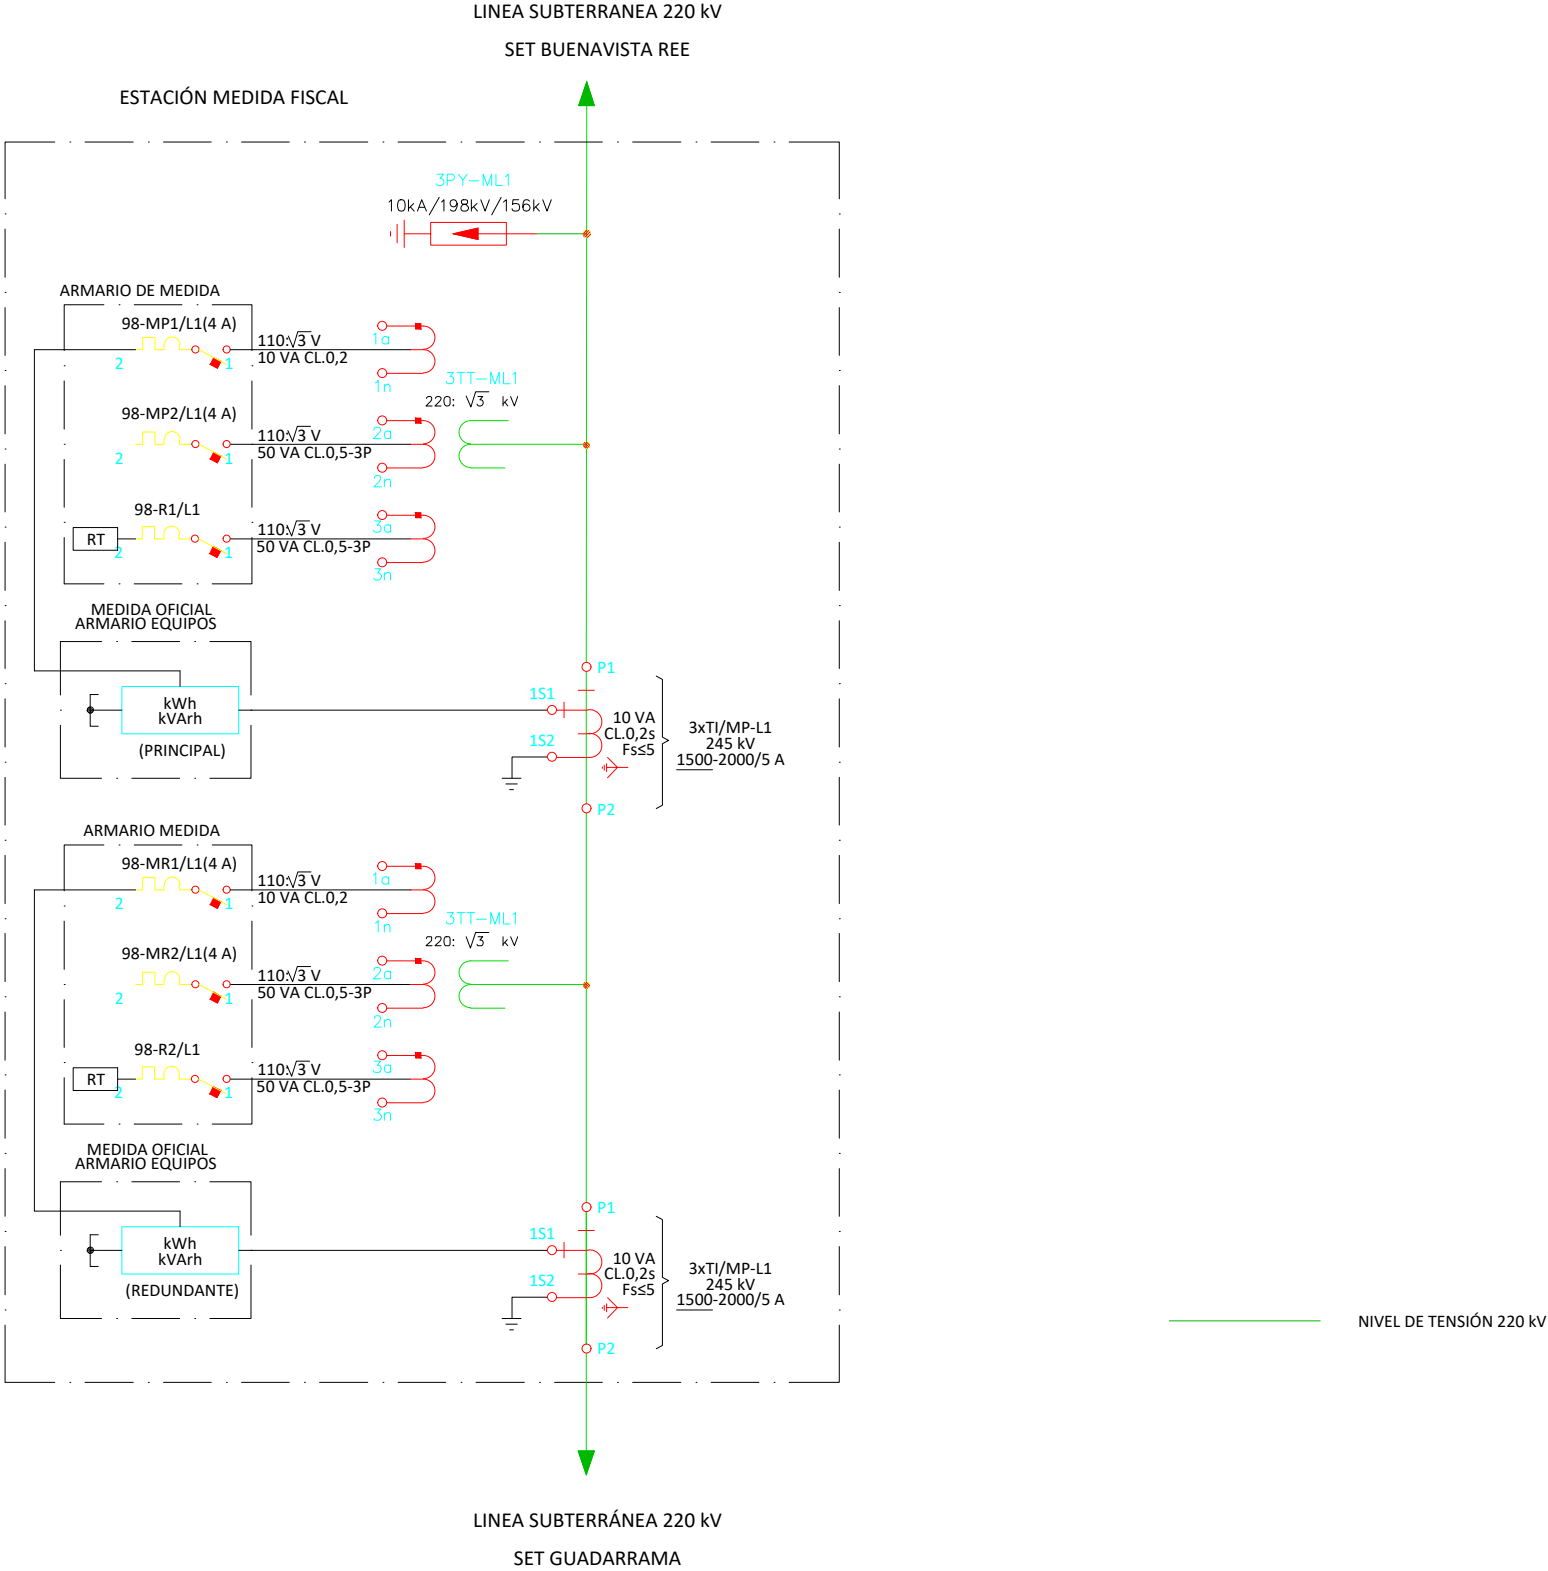 LINEA SUBTERRANEA 220 kV
SET BUENAVISTA REE
ESTACIÓN MEDIDA FISCAL
3PY-ML1
10kA/198kV/156kV
ARMARIO DE MEDIDA
98-MP1/L1(4 A)
2
1
110:√3 V
10 VA CL.0,2
1a
1n
3TT-ML1
220: √3 kV
98-MP2/L1(4 A)
2
1
110:√3 V
50 VA CL.0,5-3P
2a
2n
98-R1/L1
RT
2
1
110:√3 V
50 VA CL.0,5-3P
3a
3n
MEDIDA OFICIAL
ARMARIO EQUIPOS
kWh
kVArh
(PRINCIPAL)
P1
1S1
1S2
10 VA
CL.0,2s
Fs≤5
3xTI/MP-L1
245 kV
1500-2000/5 A
P2
ARMARIO MEDIDA
98-MR1/L1(4 A)
2
1
110:√3 V
10 VA CL.0,2
1a
1n
3TT-ML1
220: √3 kV
98-MR2/L1(4 A)
2
1
110:√3 V
50 VA CL.0,5-3P
2a
2n
98-R2/L1
RT
2
1
110:√3 V
50 VA CL.0,5-3P
3a
3n
MEDIDA OFICIAL
ARMARIO EQUIPOS
kWh
kVArh
(REDUNDANTE)
P1
1S1
1S2
10 VA
CL.0,2s
Fs≤5
3xTI/MP-L1
245 kV
1500-2000/5 A
P2
NIVEL DE TENSIÓN 220 kV
LINEA SUBTERRÁNEA 220 kV
SET GUADARRAMA